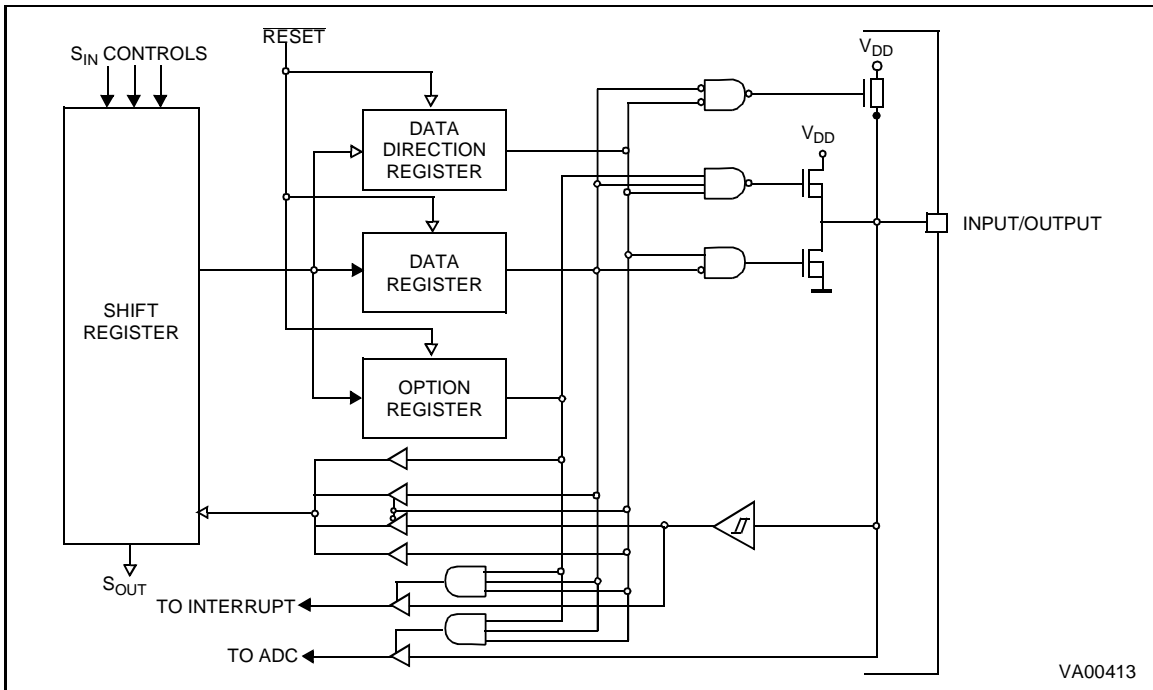 RESET
S_IN CONTROLS
V_DD
DATA
DIRECTION
REGISTER
V_DD
INPUT/OUTPUT
DATA
REGISTER
SHIFT
REGISTER
OPTION
REGISTER
S_OUT
TO INTERRUPT
TO ADC
VA00413